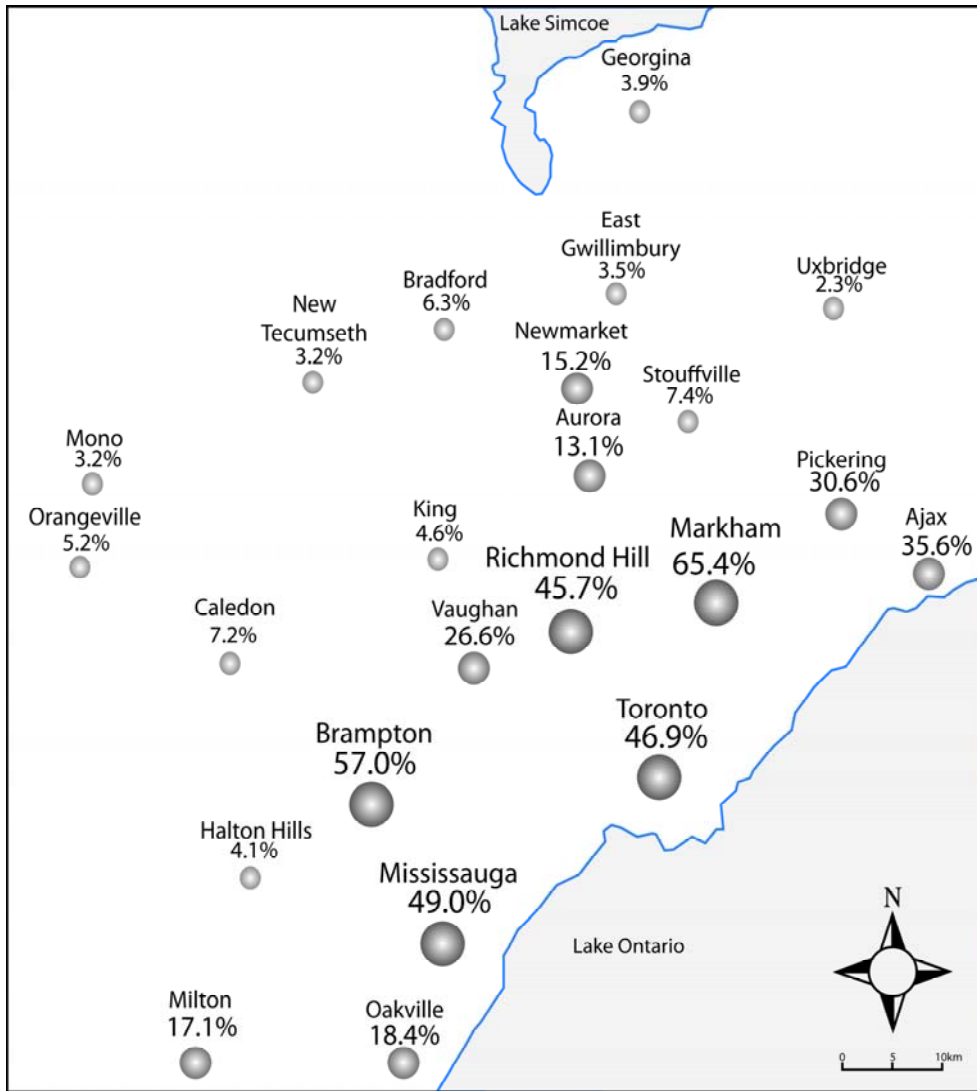 Lake Simcoe
Georgina
3.9%
East
Gwillimbury
3.5%
Uxbridge
2.3%
Bradford
6.3%
New
Tecumseth
3.2%
Newmarket
15.2%
Stouffville
7.4%
Aurora
13.1%
Mono
3.2%
Pickering
30.6%
Orangeville
5.2%
King
4.6%
Markham
65.4%
Ajax
35.6%
Richmond Hill
45.7%
Caledon
7.2%
Vaughan
26.6%
Toronto
46.9%
Brampton
57.0%
Halton Hills
4.1%
Mississauga
49.0%
Lake Ontario
N
Milton
17.1%
Oakville
18.4%
0 5 10km